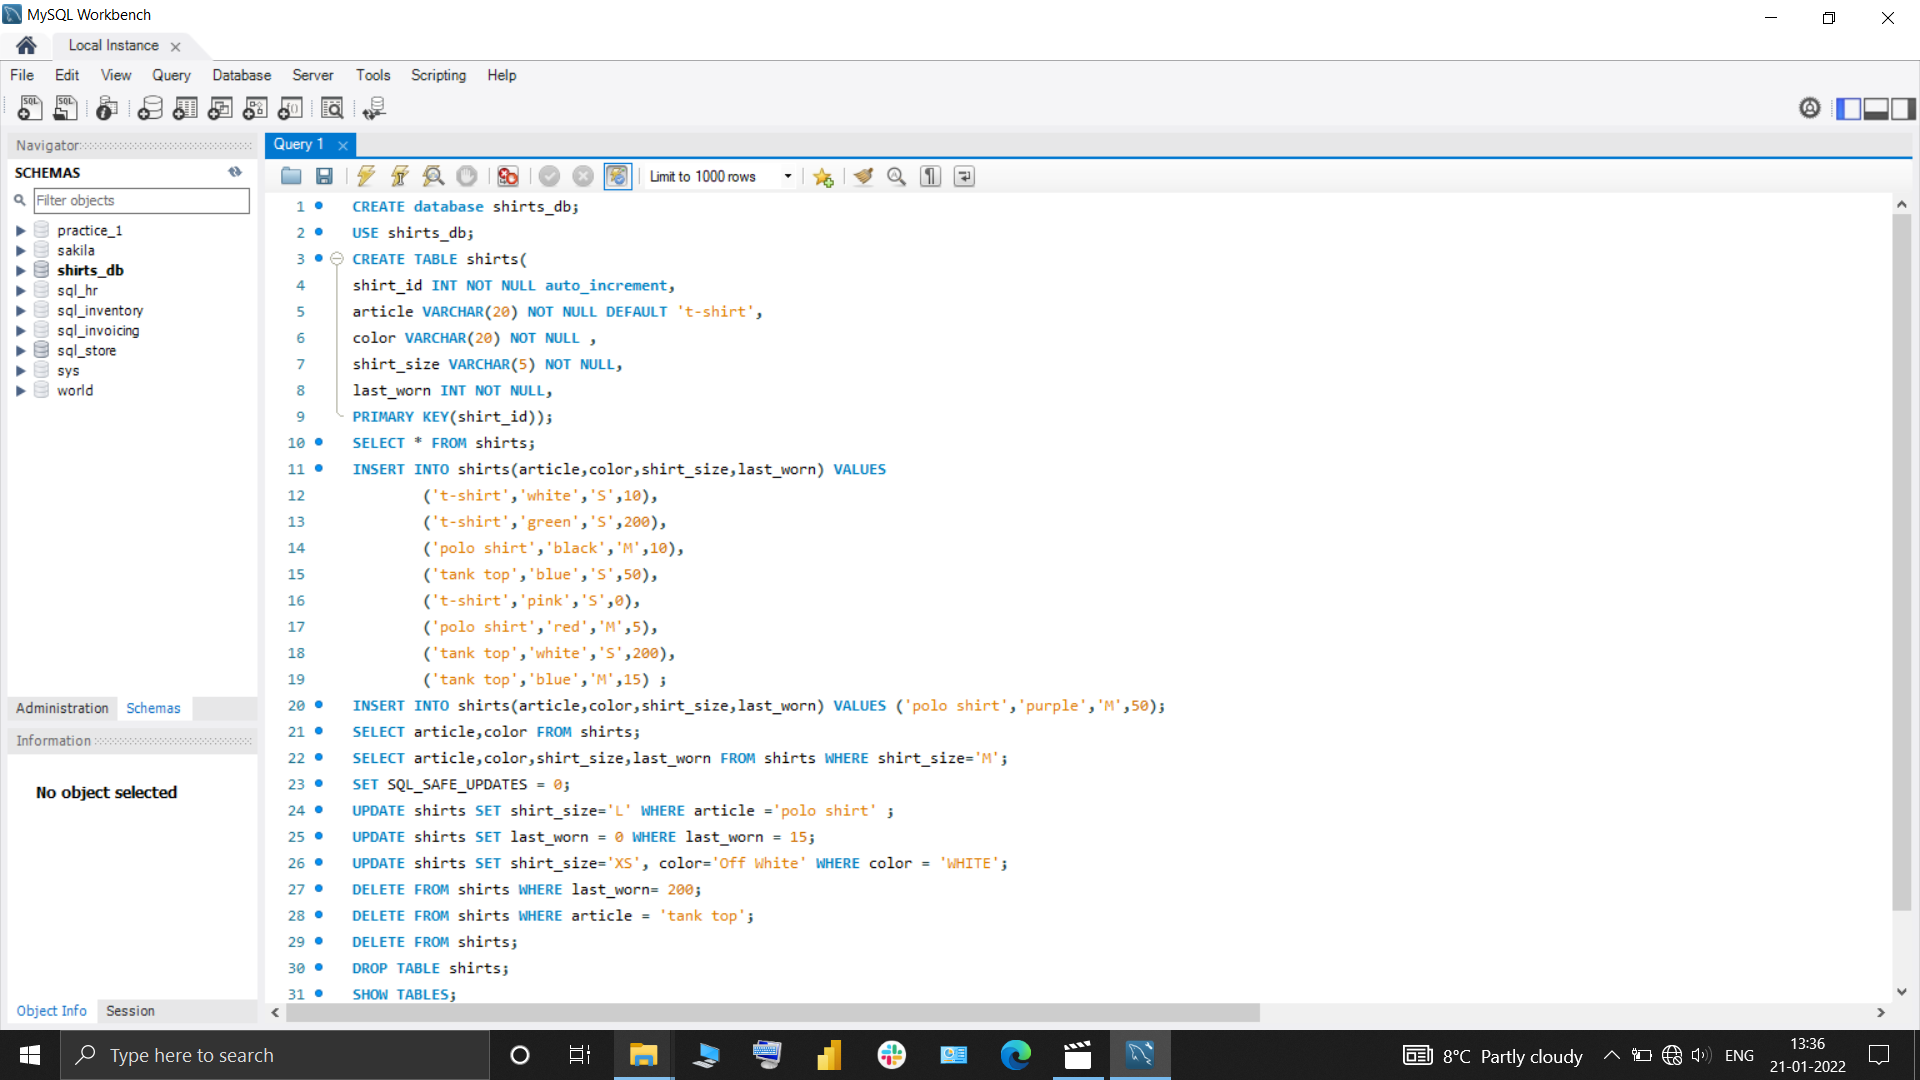 MySQL Workbench
Local Instance
File Edit View Query Database Server Tools Scripting Help
Navigator
Query 1
SCHEMAS
Limit to 1000 rows
Filter objects
practice_1
sakila
shirts_db
sql_hr
sql_inventory
sql_invoicing
sql_store
sys
world
Administration Schemas
Information
No object selected
Object Info Session
1 CREATE database shirts_db;
2 USE shirts_db;
3 CREATE TABLE shirts(
4 shirt_id INT NOT NULL auto_increment,
5 article VARCHAR(20) NOT NULL DEFAULT 't-shirt',
6 color VARCHAR(20) NOT NULL ,
7 shirt_size VARCHAR(5) NOT NULL,
8 last_worn INT NOT NULL,
9 PRIMARY KEY(shirt_id));
10 SELECT * FROM shirts;
11 INSERT INTO shirts(article,color,shirt_size,last_worn) VALUES
12 ('t-shirt','white','S',10),
13 ('t-shirt','green','S',200),
14 ('polo shirt','black','M',10),
15 ('tank top','blue','S',50),
16 ('t-shirt','pink','S',0),
17 ('polo shirt','red','M',5),
18 ('tank top','white','S',200),
19 ('tank top','blue','M',15) ;
20 INSERT INTO shirts(article,color,shirt_size,last_worn) VALUES ('polo shirt','purple','M',50);
21 SELECT article,color FROM shirts;
22 SELECT article,color,shirt_size,last_worn FROM shirts WHERE shirt_size='M';
23 SET SQL_SAFE_UPDATES = 0;
24 UPDATE shirts SET shirt_size='L' WHERE article ='polo shirt' ;
25 UPDATE shirts SET last_worn = 0 WHERE last_worn = 15;
26 UPDATE shirts SET shirt_size='XS', color='Off White' WHERE color = 'WHITE';
27 DELETE FROM shirts WHERE last_worn= 200;
28 DELETE FROM shirts WHERE article = 'tank top';
29 DELETE FROM shirts;
30 DROP TABLE shirts;
31 SHOW TABLES;
Type here to search
8°C Partly cloudy
ENG
13:36
21-01-2022